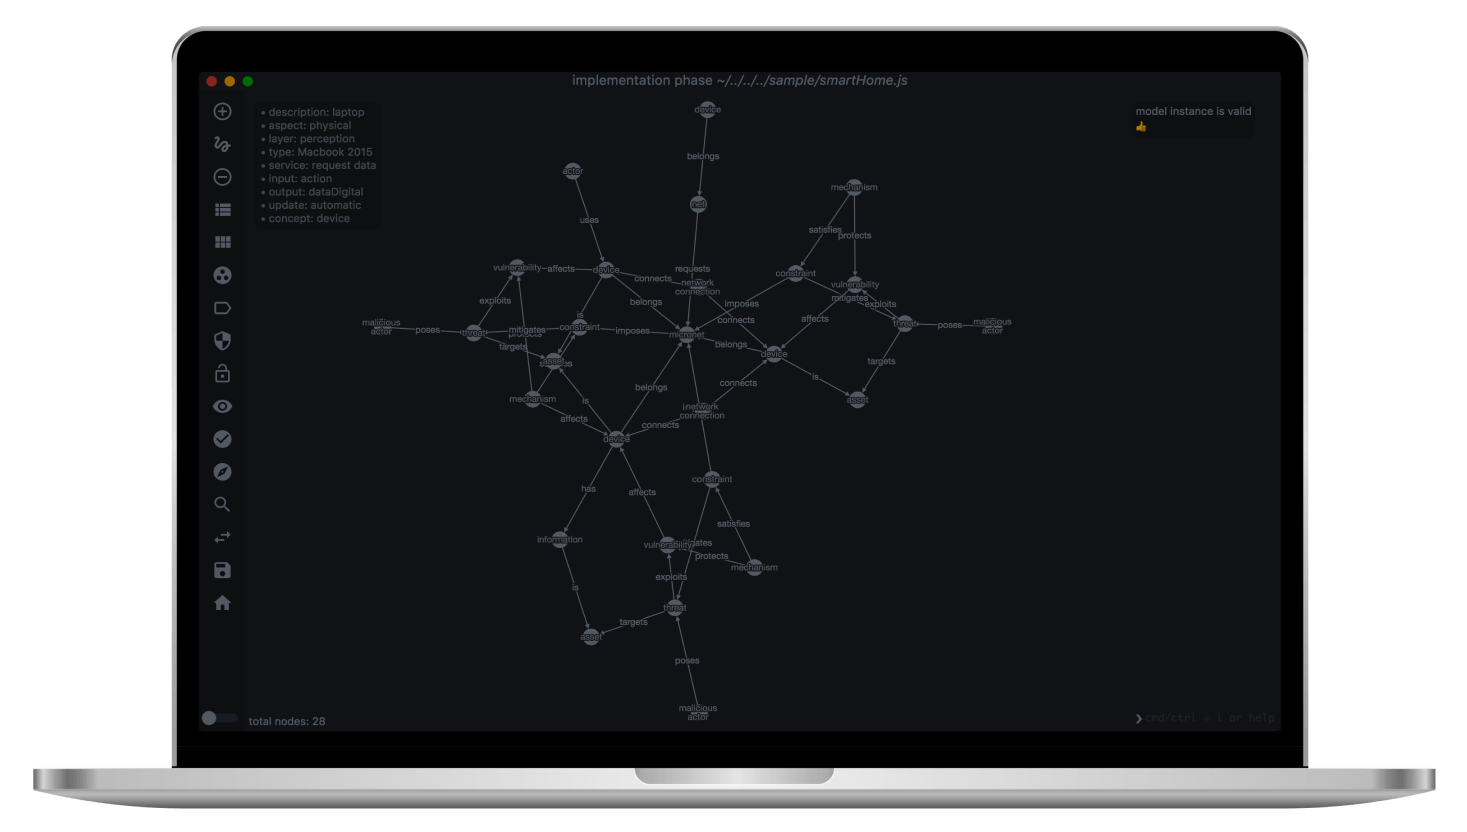 implementation phase ~/../../../sample/smartHome.js
• description: laptop
• aspect: physical
• layer: perception
• type: Macbook 2015
• service: request data
• input: action
• output: dataDigital
• update: automatic
• concept: device
model instance is valid
device
belongs
actor
mechanism
net
uses
satisfies
protects
vulnerability
affects
device
requests
connects
network
connection
constraint
vulnerability
mitigates
exploits
exploits
belongs
imposes
is
connects
affects
malicious
actor
poses
threat
mitigates
protects
constraint
imposes
micronet
threat
poses
malicious
actor
targets
belongs
device
asset
targets
is
connects
belongs
mechanism
is
asset
network
connection
affects
connects
device
constraint
has
affects
satisfies
information
vulnerability
protects
mechanism
exploits
is
threat
targets
asset
poses
malicious
actor
total nodes: 28
❯cmd/ctrl + l or help